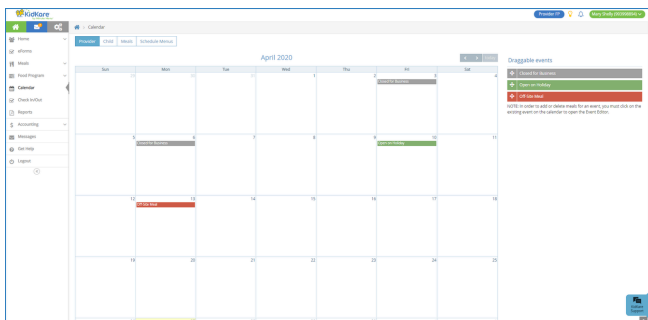 KidKare
Provider FP
Mary Shelly (000988899)
Home
eForms
Meals
Food Program
Calendar
Check In/Out
Reports
Accounting
Messages
Get Help
Logout
Calendar
Provider Child Meals Schedule Menus
April 2020
Sun Mon Tue Wed Thu Fri Sat
1 2 3 4
Closed for Business
5 6 7 8 9 10 11
Closed for Business
Open on Holiday
12 13 14 15 16 17 18
Off Site Meal
19 20 21 22 23 24 25
Draggable events
Closed for Business
Open on Holiday
Off Site Meal
NOTE: In order to add or delete meals for an event, you must click on the
existing event on the calendar to open the Event Editor.
Support